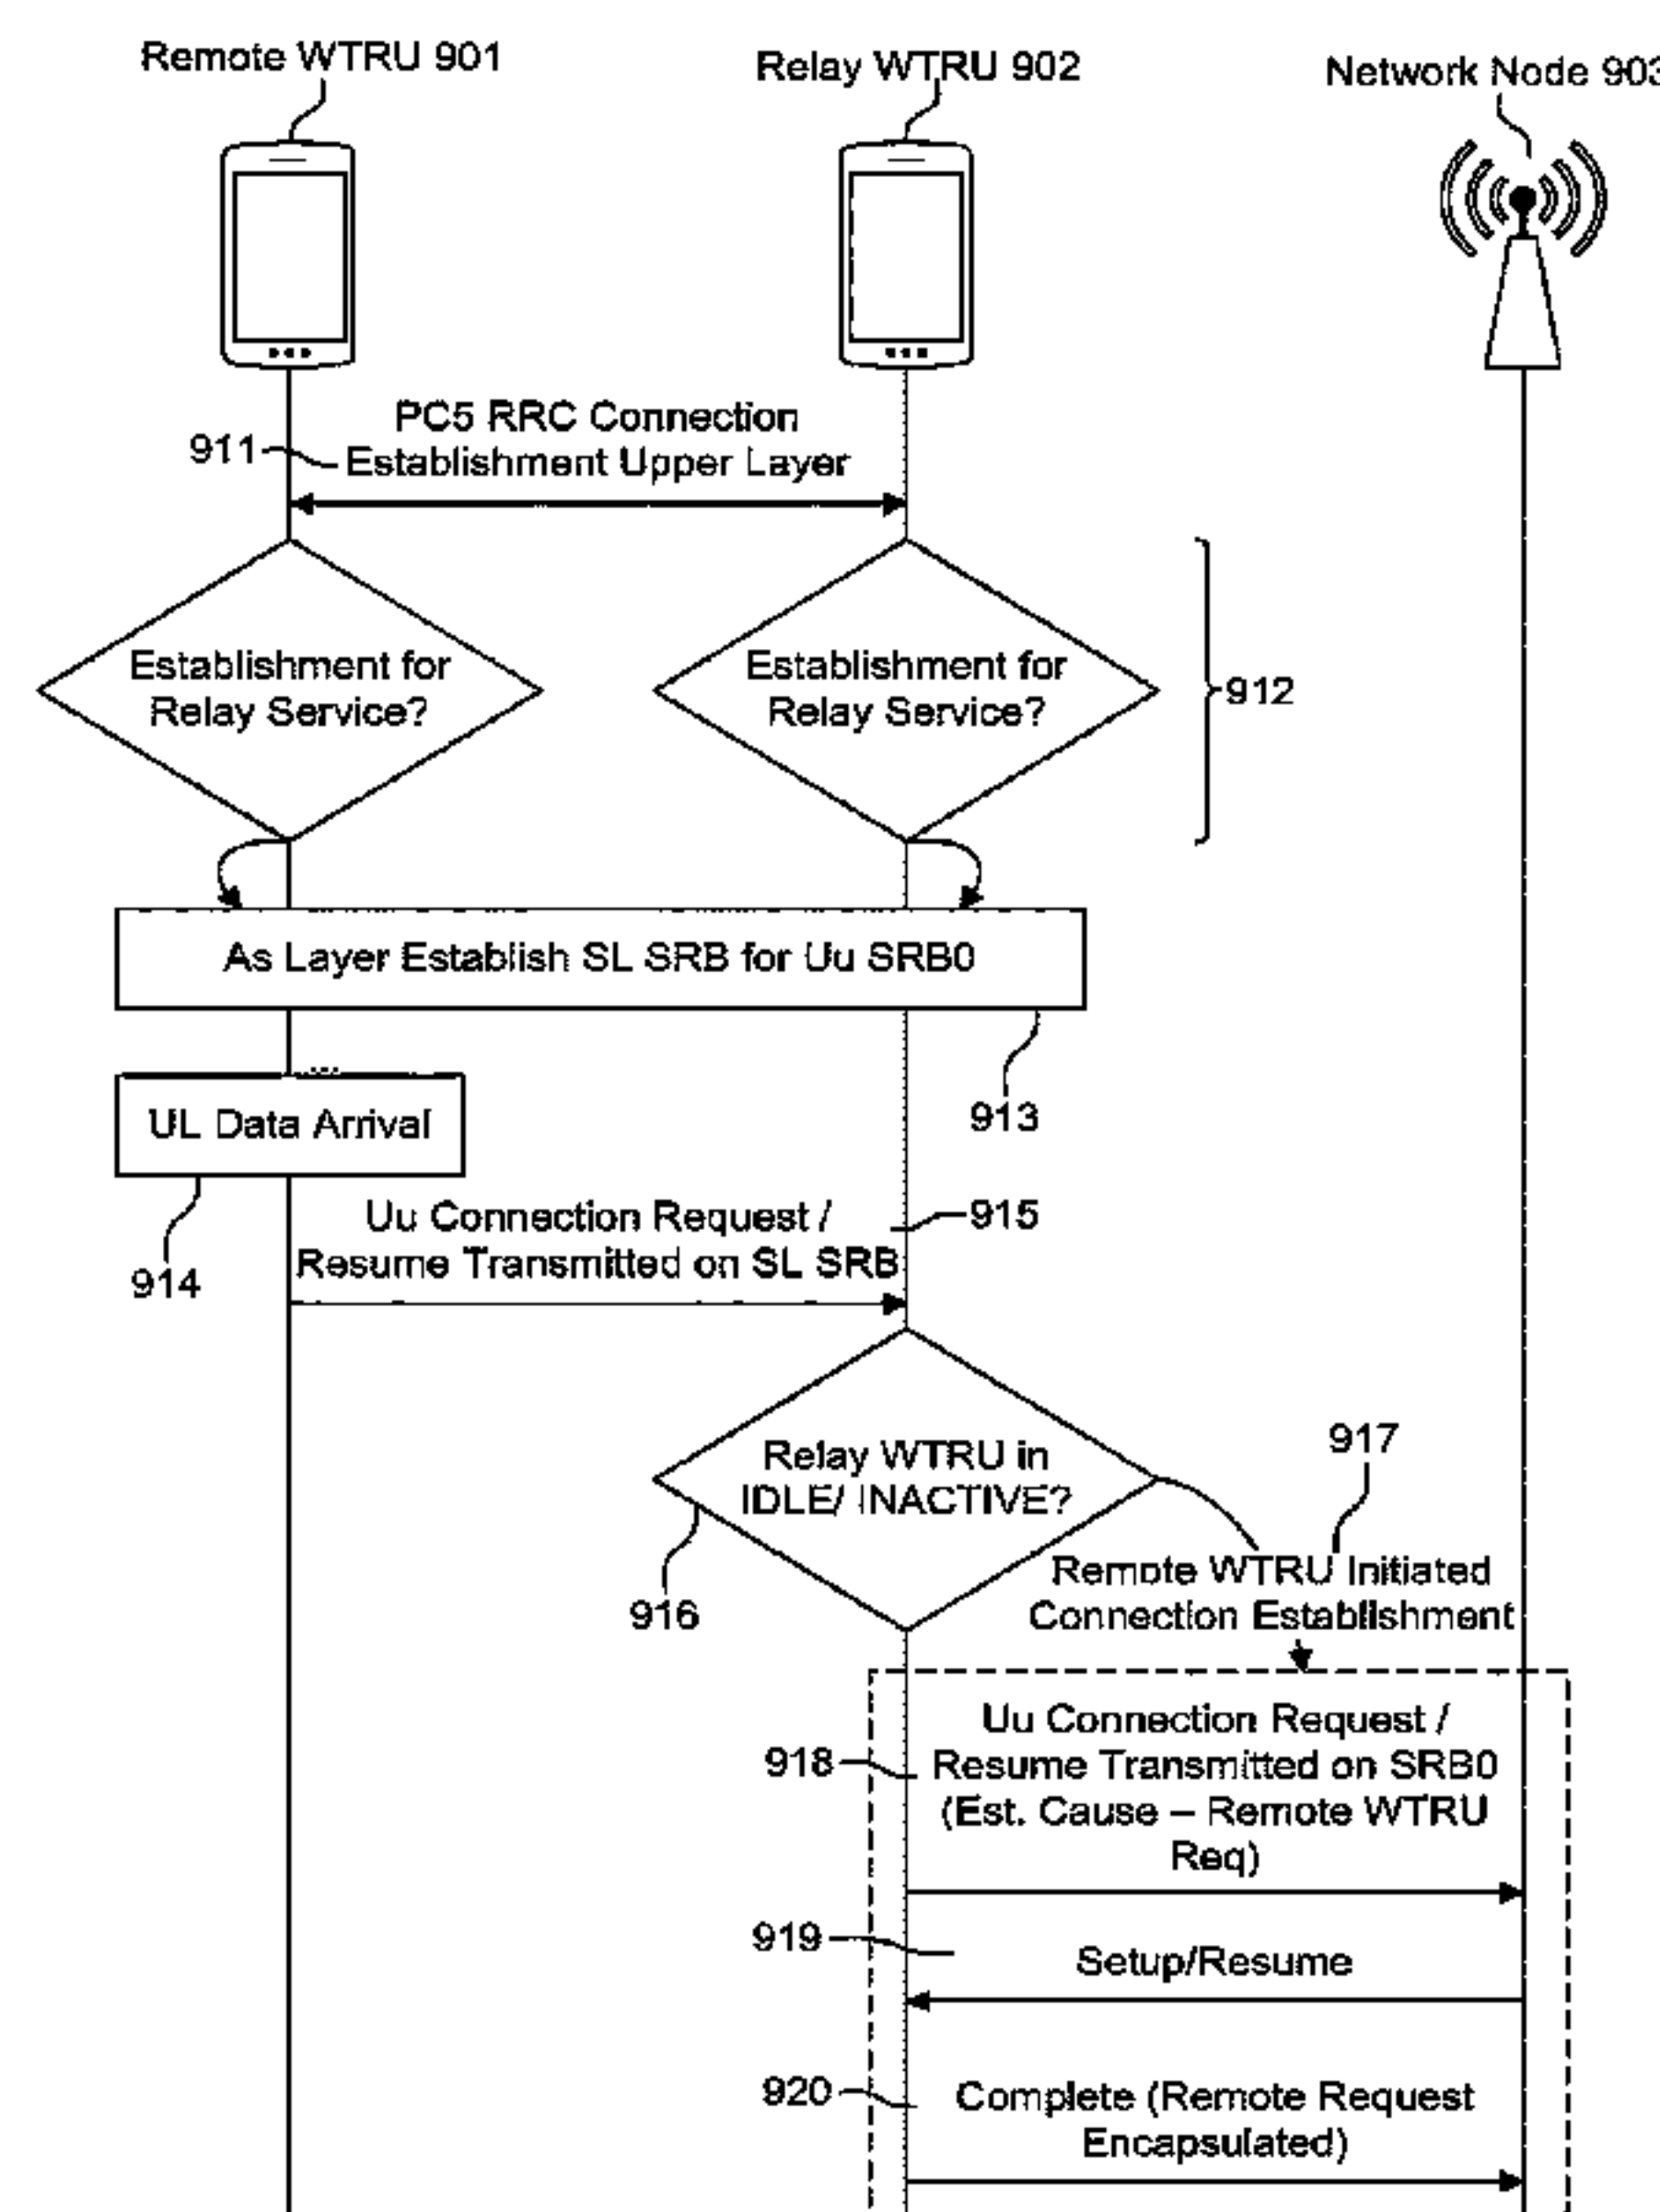 Remote WTRU 901
Relay WTRU 902
Network Node 903
PC5 RRC Connection
911
Establishment Upper Layer
Establishment for
Relay Service?
Establishment for
Relay Service?
912
As Layer Establish SL SRB for Uu SRB0
913
UL Data Arrival
914
Uu Connection Request /
915
Resume Transmitted on SL SRB
Relay WTRU in
IDLE/ INACTIVE?
916
917
Remote WTRU Initiated
Connection Establishment
Uu Connection Request /
918
Resume Transmitted on SRB0
(Est. Cause – Remote WTRU
Req)
919
Setup/Resume
920
Complete (Remote Request
Encapsulated)